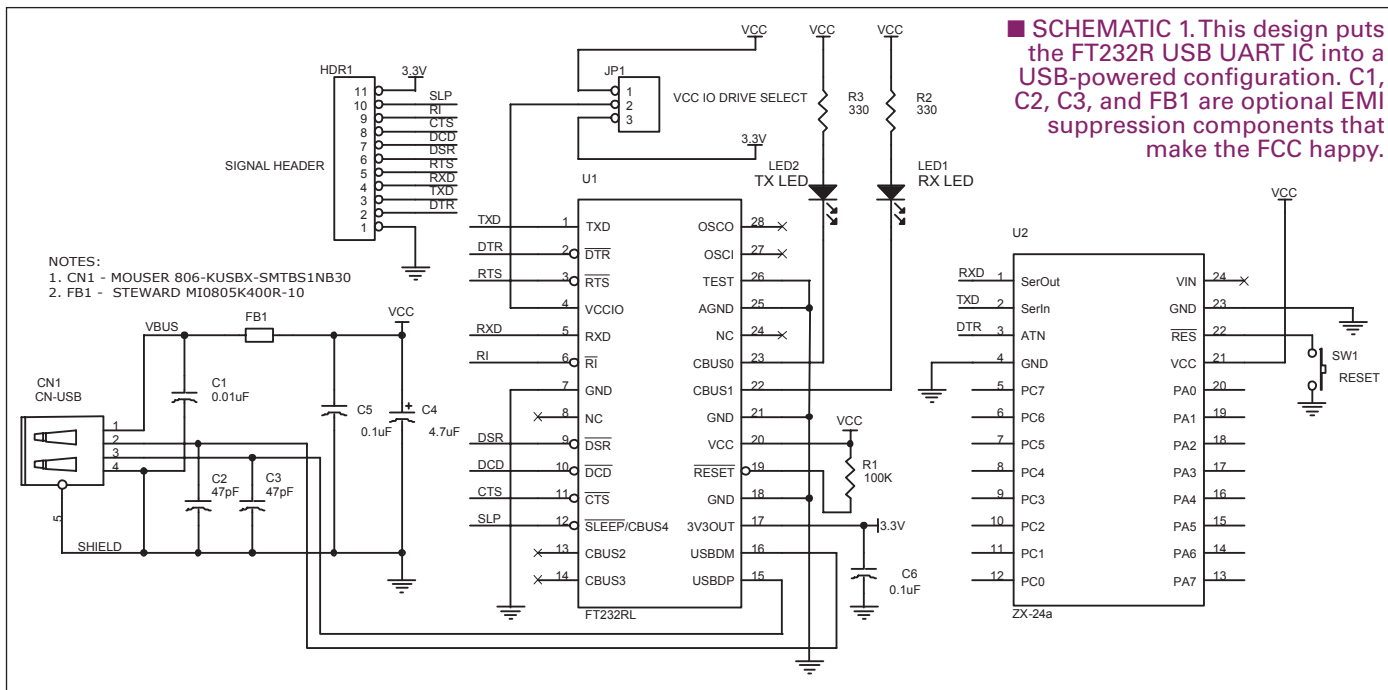 ■ SCHEMATIC 1. This design puts
the FT232R USB UART IC into a
USB-powered configuration. C1,
C2, C3, and FB1 are optional EMI
suppression components that
make the FCC happy.
HDR1
3.3V
11
10 SLP
9 RI
8 CTS
7 DCD
6 DSR
5 RTS
4 RXD
3 TXD
2 DTR
1
SIGNAL HEADER
VCC
JP1
1
2
3
VCC IO DRIVE SELECT
3.3V
VCC
R3
330
LED2
TX LED
VCC
R2
330
LED1
RX LED
NOTES:
1. CN1 - MOUSER 806-KUSBX-SMTBS1NB30
2. FB1 - STEWARD MI0805K400R-10
VBUS
FB1
VCC
CN1
CN-USB
1
2
3
4
5
SHIELD
C1
0.01uF
C2
47pF
C3
47pF
C5
0.1uF
+
C4
4.7uF
U1
TXD 1 TXD
DTR 2 DTR
RTS 3 RTS
4 VCCIO
RXD 5 RXD
RI 6 RI
7 GND
8 NC
DSR 9 DSR
DCD 10 DCD
CTS 11 CTS
SLP 12 SLEEP/CBUS4
13 CBUS2
14 CBUS3
OSCO 28
OSCI 27
TEST 26
AGND 25
NC 24
CBUS0 23
CBUS1 22
GND 21
VCC 20
RESET 19
GND 18
3V3OUT 17
USBDM 16
USBDP 15
FT232RL
VCC
R1
100K
3.3V
C6
0.1uF
U2
RXD 1 SerOut
TXD 2 SerIn
DTR 3 ATN
4 GND
5 PC7
6 PC6
7 PC5
8 PC4
9 PC3
10 PC2
11 PC1
12 PC0
VIN 24
GND 23
RES 22
VCC 21
PA0 20
PA1 19
PA2 18
PA3 17
PA4 16
PA5 15
PA6 14
PA7 13
ZX-24a
VCC
SW1
RESET